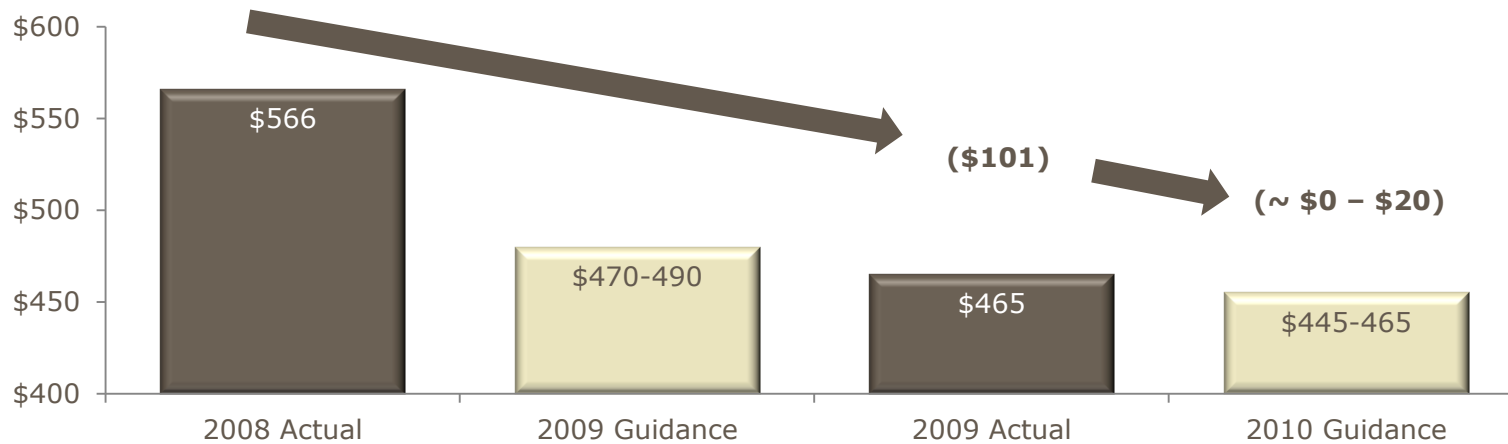 $600
$550
$500
$450
$400
$566
$470-490
$465
$445-465
($101)
(~ $0 – $20)
2008 Actual
2009 Guidance
2009 Actual
2010 Guidance